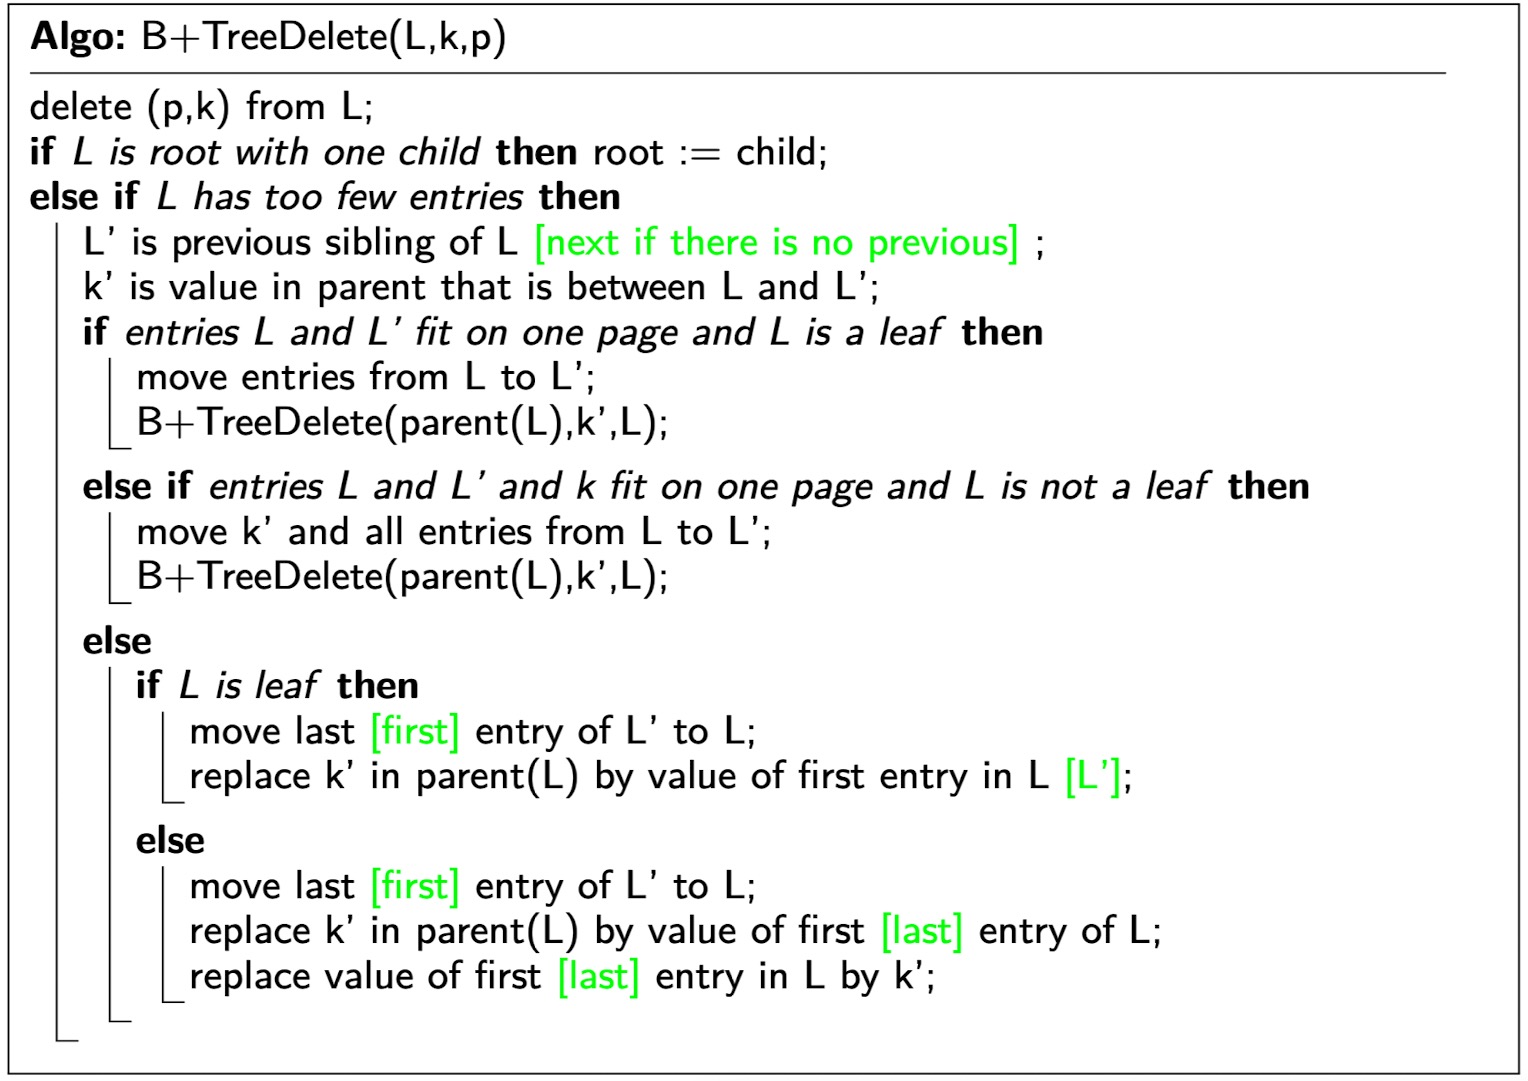 Algo: B+TreeDelete(L,k,p)
delete (p,k) from L;
if L is root with one child then root := child;
else if L has too few entries then
L' is previous sibling of L [next if there is no previous] ;
k' is value in parent that is between L and L';
if entries L and L' fit on one page and L is a leaf then
move entries from L to L';
B+TreeDelete(parent(L),k',L);
else if entries L and L' and k fit on one page and L is not a leaf then
move k' and all entries from L to L';
B+TreeDelete(parent(L),k',L);
else
if L is leaf then
move last [first] entry of L' to L;
replace k' in parent(L) by value of first entry in L [L'];
else
move last [first] entry of L' to L;
replace k' in parent(L) by value of first [last] entry of L;
replace value of first [last] entry in L by k';